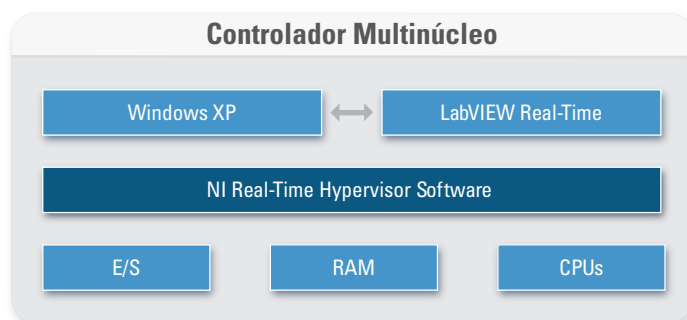 Controlador Multinúcleo
Windows XP
LabVIEW Real-Time
NI Real-Time Hypervisor Software
E/S
RAM
CPUs